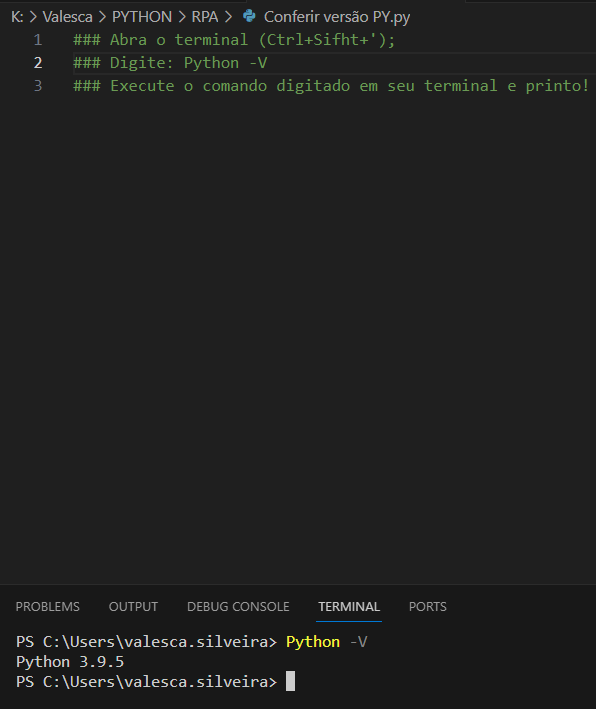 K: > Valesca > PYTHON > RPA > Conferir versão PY.py
1 ### Abra o terminal (Ctrl+Sifht+');
2 ### Digite: Python -V
3 ### Execute o comando digitado em seu terminal e printo!
PROBLEMS OUTPUT DEBUG CONSOLE TERMINAL PORTS
PS C:\Users\valesca.silveira> Python -V
Python 3.9.5
PS C:\Users\valesca.silveira>